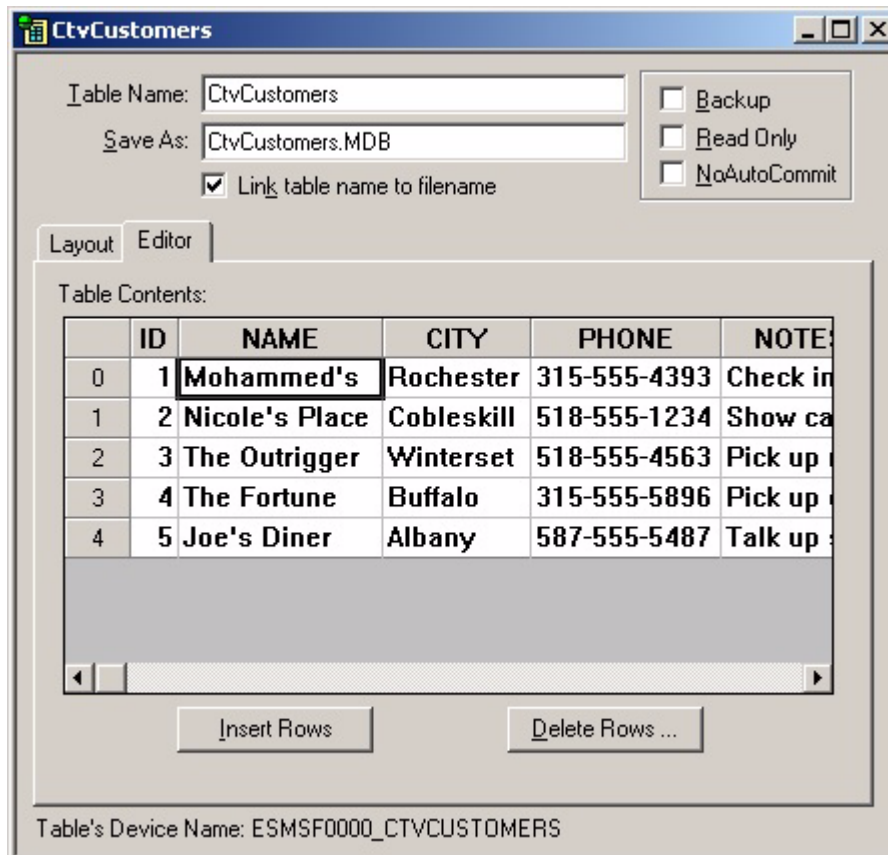 CtvCustomers
Table Name: CtvCustomers
Save As: CtvCustomers.MDB
Link table name to filename
Backup
Read Only
NoAutoCommit
Layout Editor
Table Contents:
ID NAME CITY PHONE NOTES
0 1 Mohammed's Rochester 315-555-4393 Check in
1 2 Nicole's Place Cobleskill 518-555-1234 Show ca
2 3 The Outrigger Winterset 518-555-4563 Pick up
3 4 The Fortune Buffalo 315-555-5896 Pick up
4 5 Joe's Diner Albany 587-555-5487 Talk up
Insert Rows Delete Rows ...
Table's Device Name: ESMSF0000_CTVCUSTOMERS